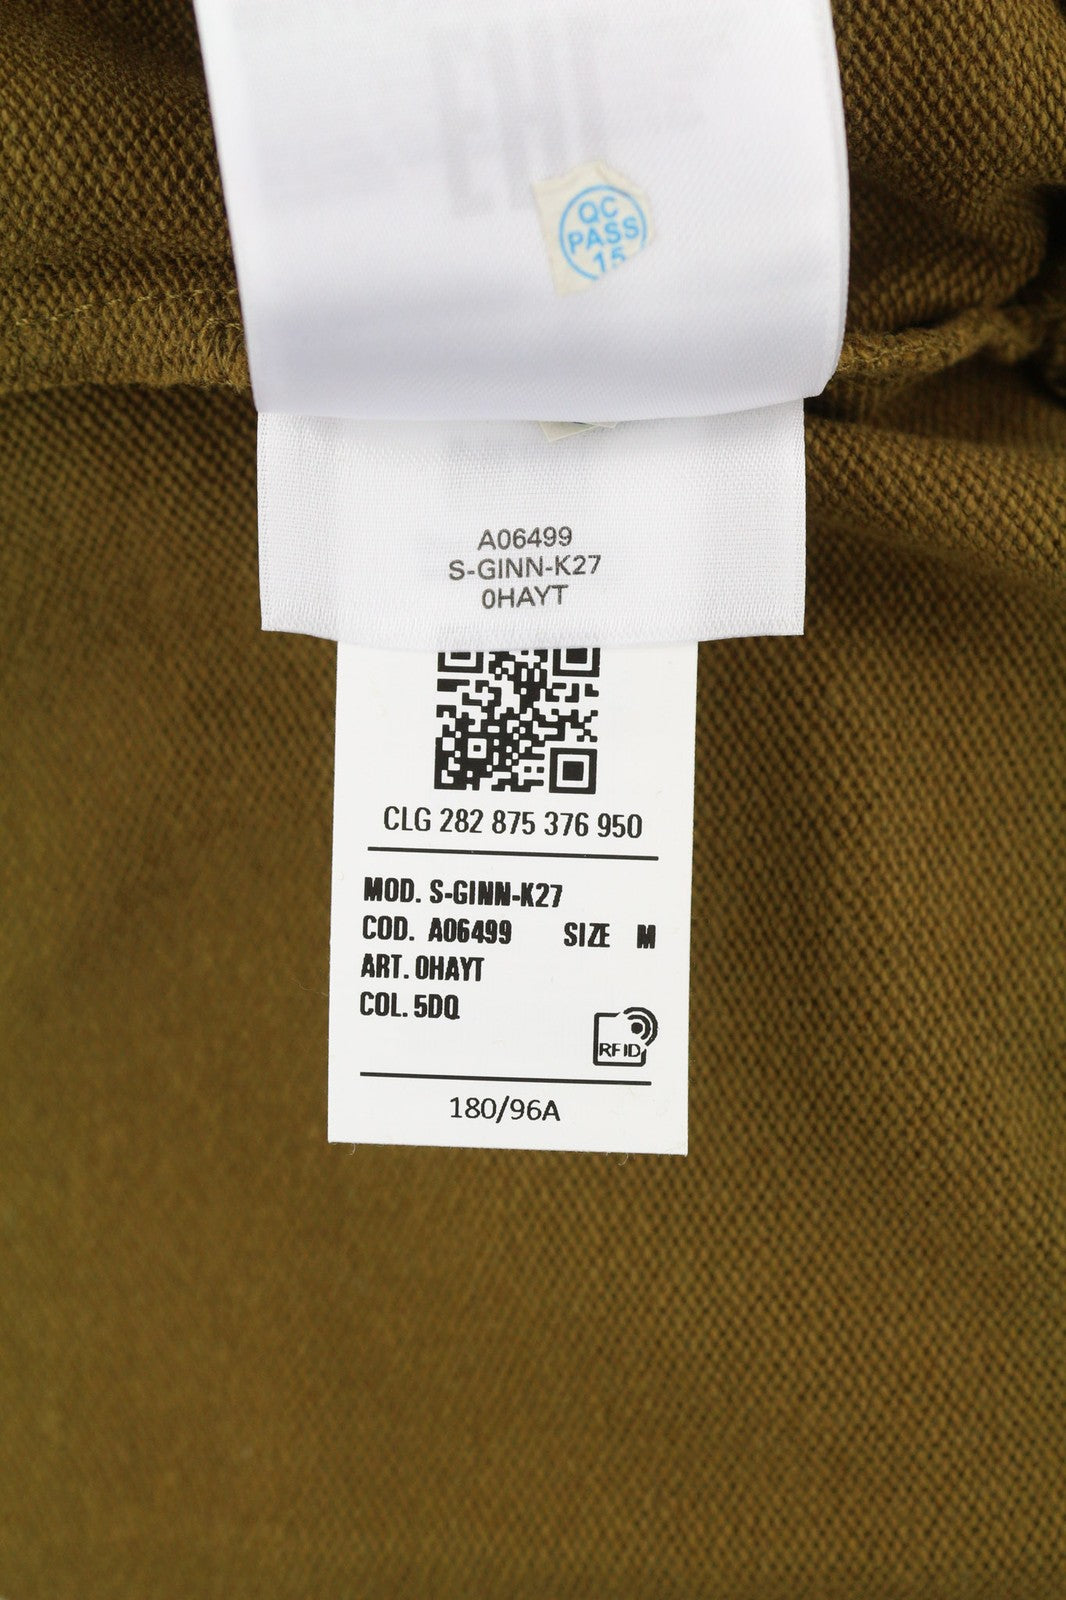 QC
PASS
15
A06499
S-GINN-K27
0HAYT
CLG 282 875 376 950
MOD. S-GINN-K27
COD. A06499 SIZE M
ART. 0HAYT
COL. 5DQ
RFID
180/96A